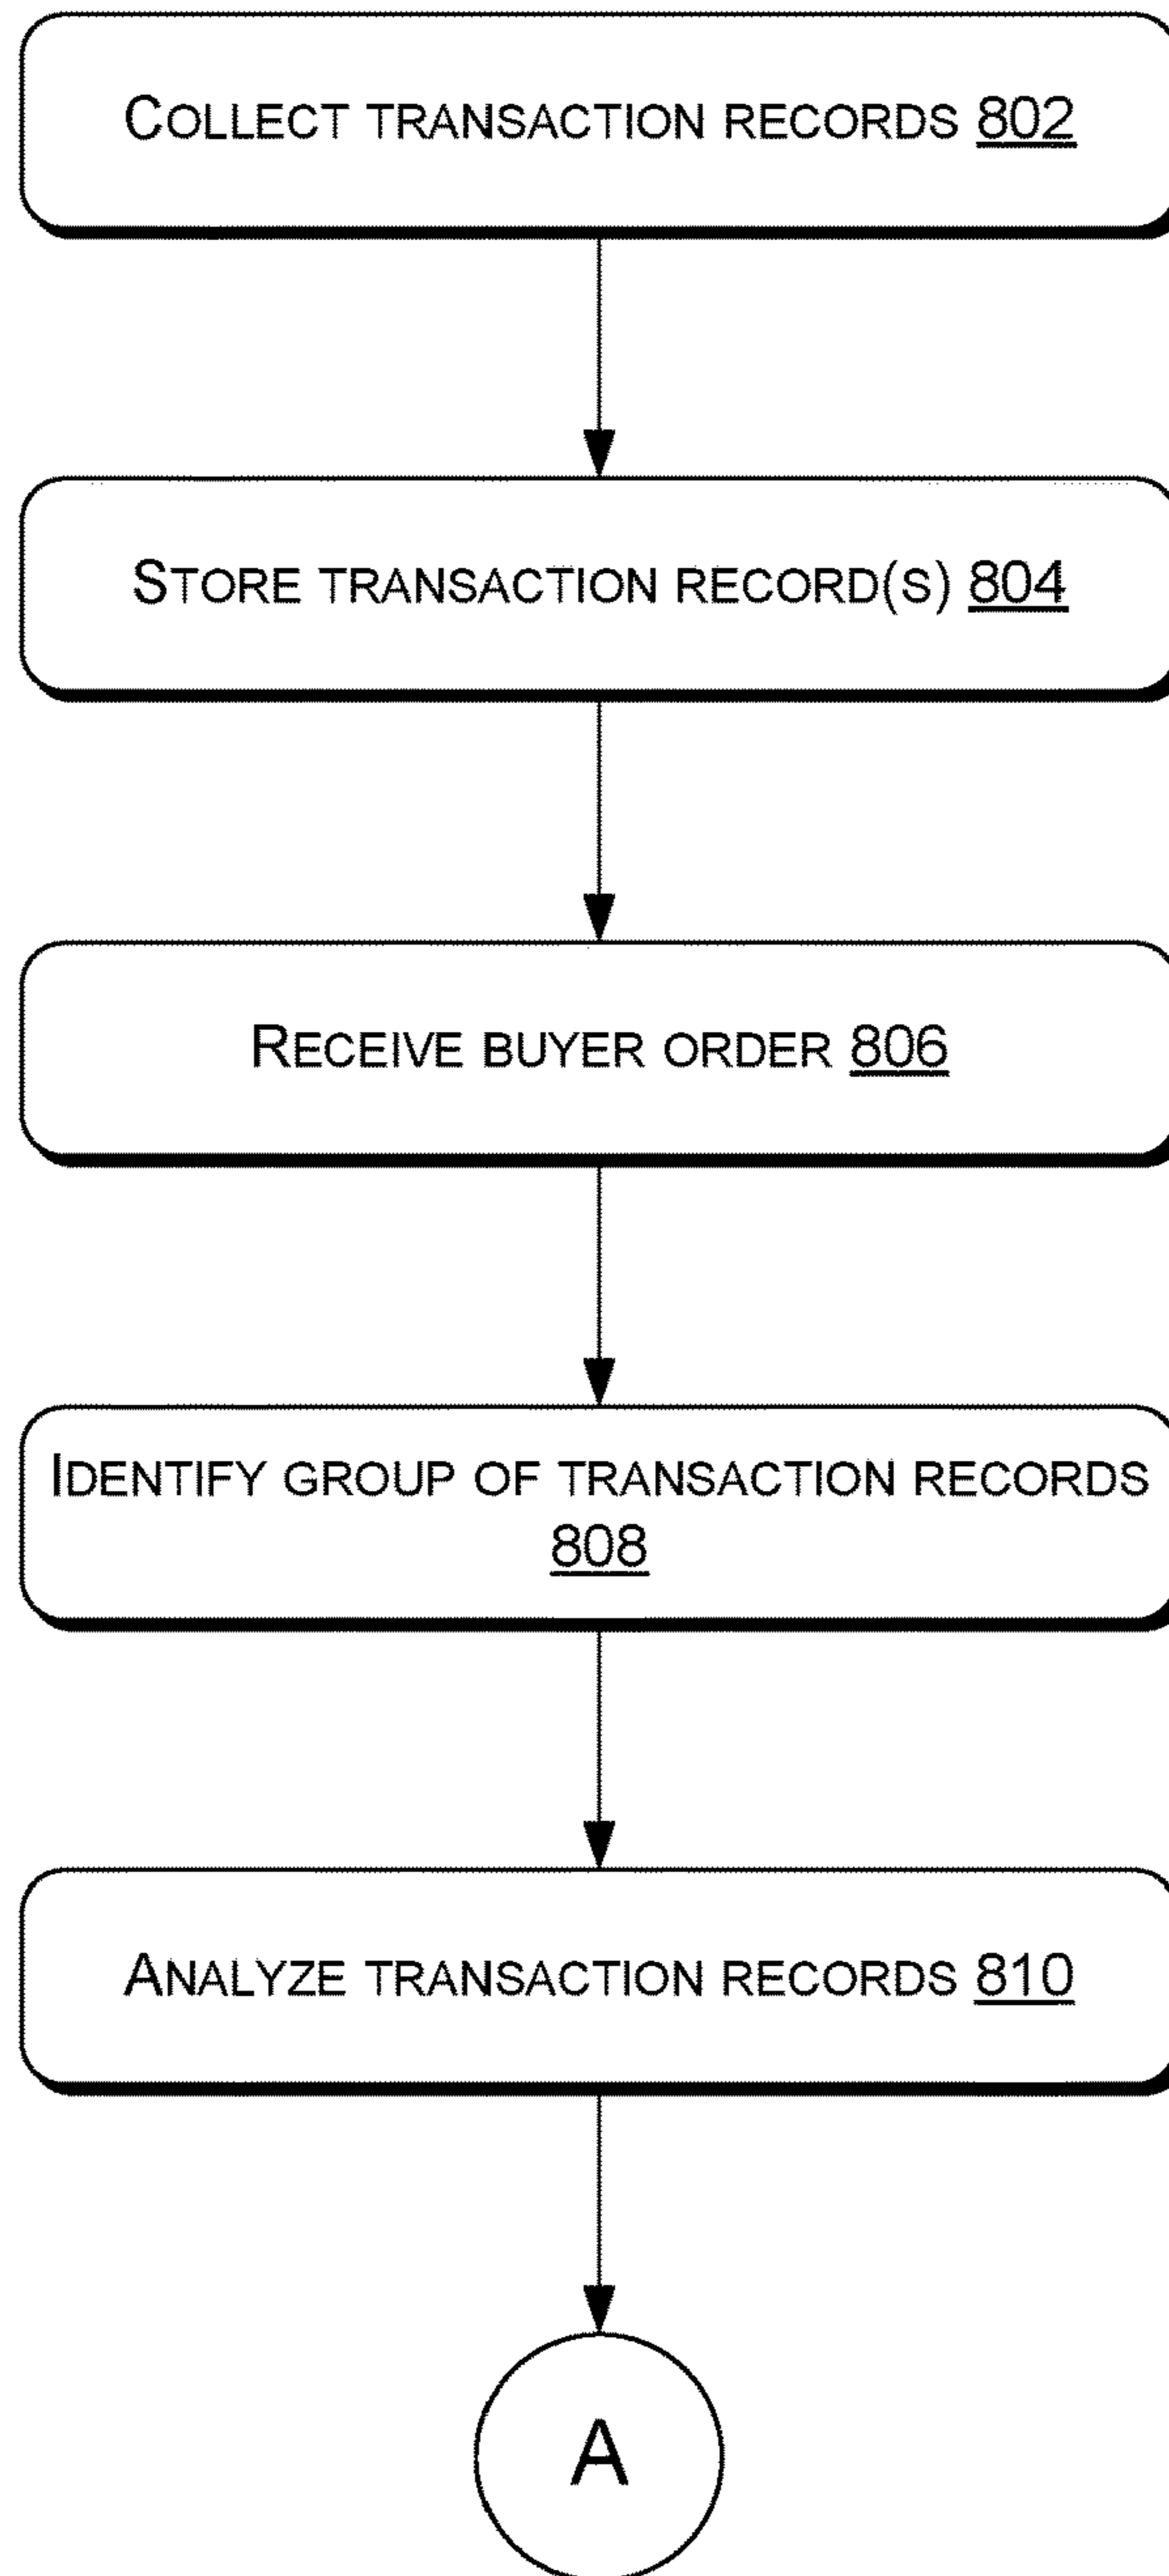 COLLECT TRANSACTION RECORDS 802
STORE TRANSACTION RECORD(S) 804
RECEIVE BUYER ORDER 806
IDENTIFY GROUP OF TRANSACTION RECORDS
808
ANALYZE TRANSACTION RECORDS 810
A